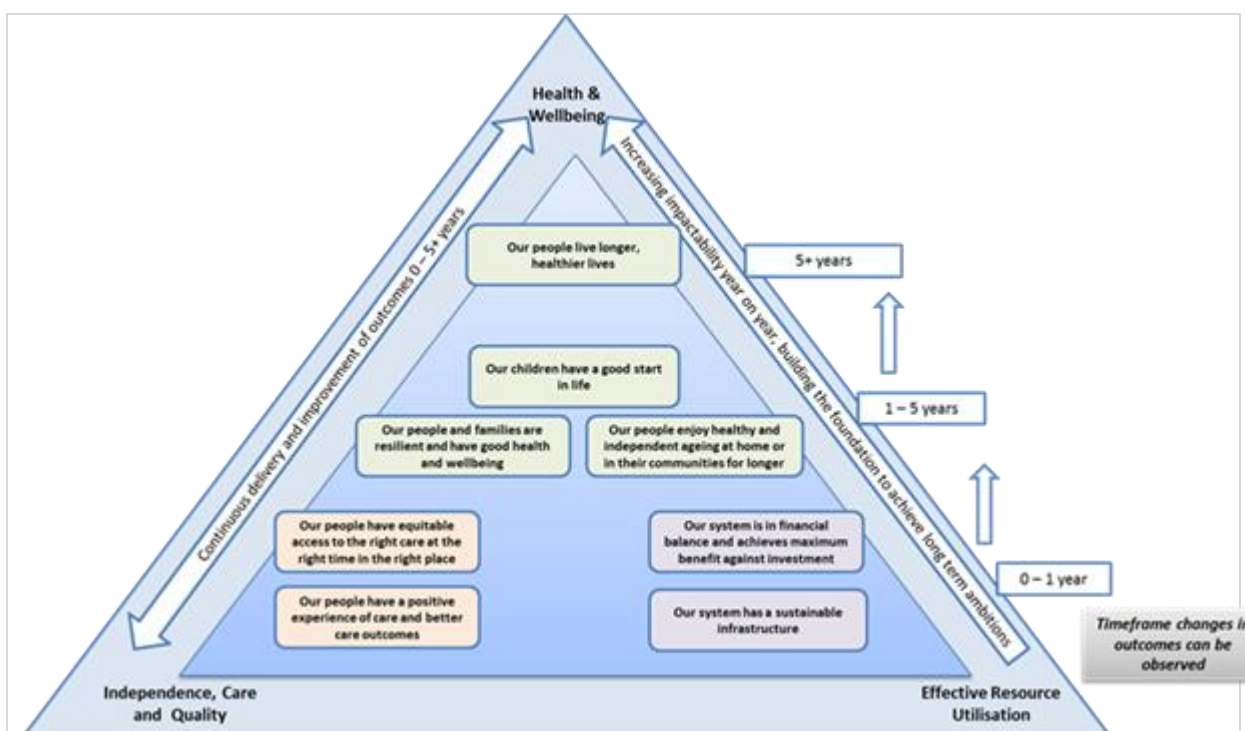 Health &
Wellbeing
Continuous delivery and improvement of outcomes 0 – 5+ years
Increasing impactability year on year, building the foundation to achieve long term ambitions
Our people live longer,
healthier lives
5+ years
Our children have a good start
in life
1 – 5 years
Our people and families are
resilient and have good health
and wellbeing
Our people enjoy healthy and
independent ageing at home or
in their communities for longer
Our people have equitable
access to the right care at the
right time in the right place
Our system is in financial
balance and achieves maximum
benefit against investment
0 – 1 year
Our people have a positive
experience of care and better
care outcomes
Our system has a sustainable
infrastructure
Timeframe changes in
outcomes can be
observed
Independence, Care
and Quality
Effective Resource
Utilisation